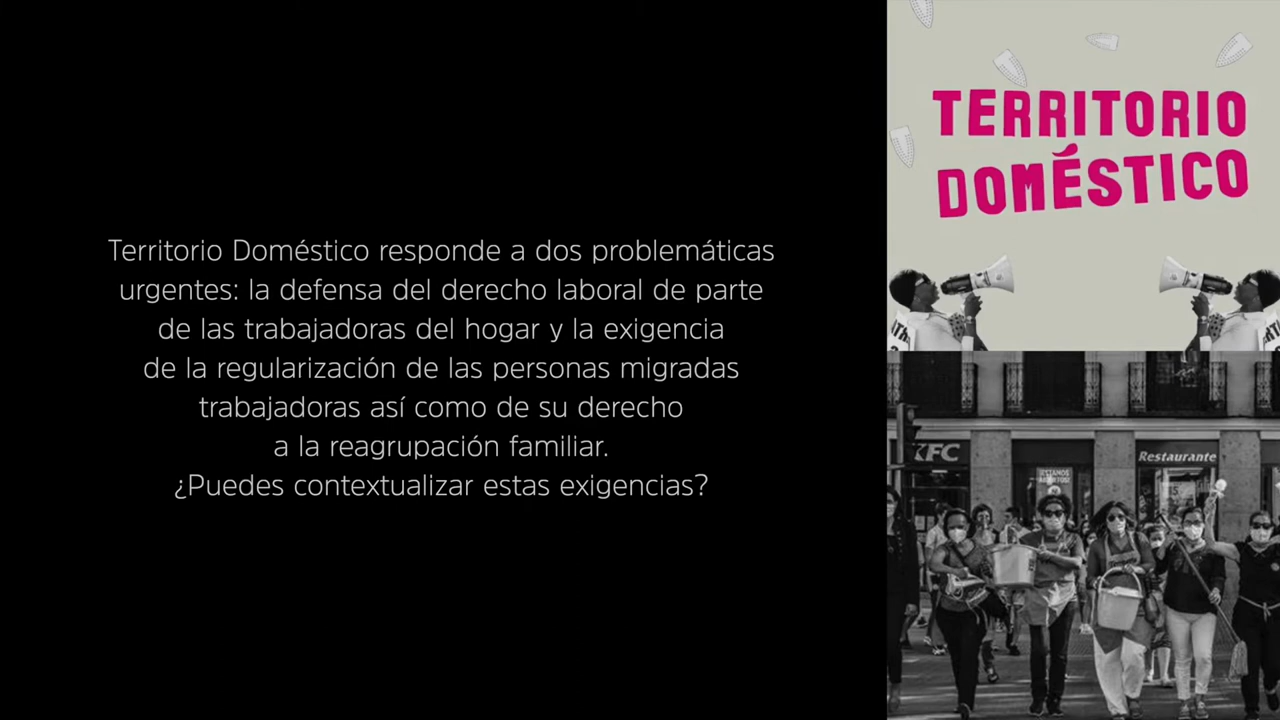 Territorio Doméstico responde a dos problemáticas
urgentes: la defensa del derecho laboral de parte
de las trabajadoras del hogar y la exigencia
de la regularización de las personas migradas
trabajadoras así como de su derecho
a la reagrupación familiar.
¿Puedes contextualizar estas exigencias?
TERRITORIO
DOMÉSTICO
KFC
Restaurante
¡ESTAMOS
ABIERTOS!